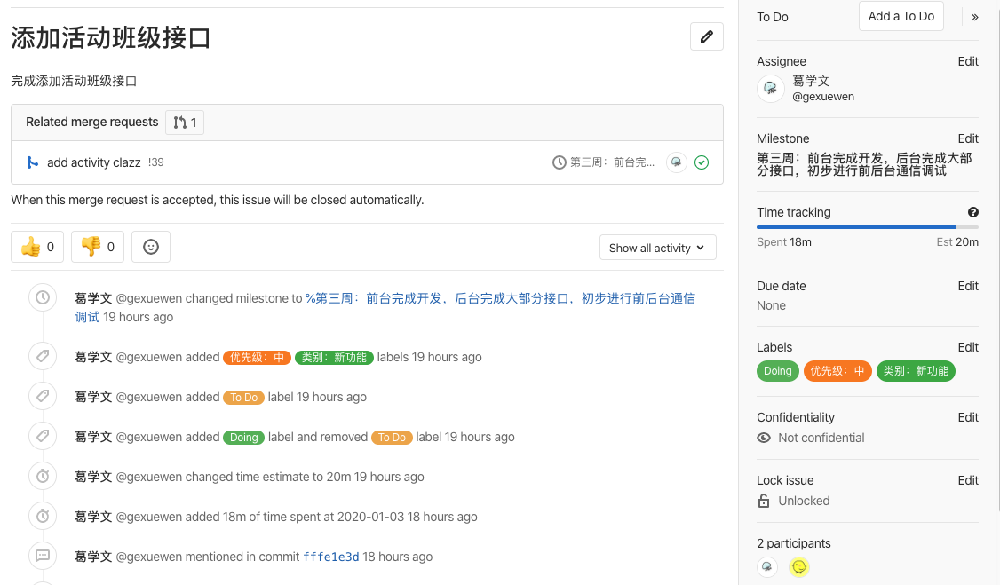 添加活动班级接口
完成添加活动班级接口
Related merge requests 1
add activity clazz !39 第三周：前台完...
When this merge request is accepted, this issue will be closed automatically.
0 0 Show all activity
葛学文 @gexuewen changed milestone to %第三周：前台完成开发，后台完成大部分接口，初步进行前后台通信
调试 19 hours ago
葛学文 @gexuewen added 优先级：中 类别：新功能 labels 19 hours ago
葛学文 @gexuewen added To Do label 19 hours ago
葛学文 @gexuewen added Doing label and removed To Do label 19 hours ago
葛学文 @gexuewen changed time estimate to 20m 19 hours ago
葛学文 @gexuewen added 18m of time spent at 2020-01-03 18 hours ago
葛学文 @gexuewen mentioned in commit fffe1e3d 18 hours ago
To Do Add a To Do »
Assignee Edit
葛学文
@gexuewen
Milestone Edit
第三周：前台完成开发，后台完成大部
分接口，初步进行前后台通信调试
Time tracking ?
Spent 18m Est 20m
Due date Edit
None
Labels Edit
Doing 优先级：中 类别：新功能
Confidentiality Edit
Not confidential
Lock issue Edit
Unlocked
2 participants